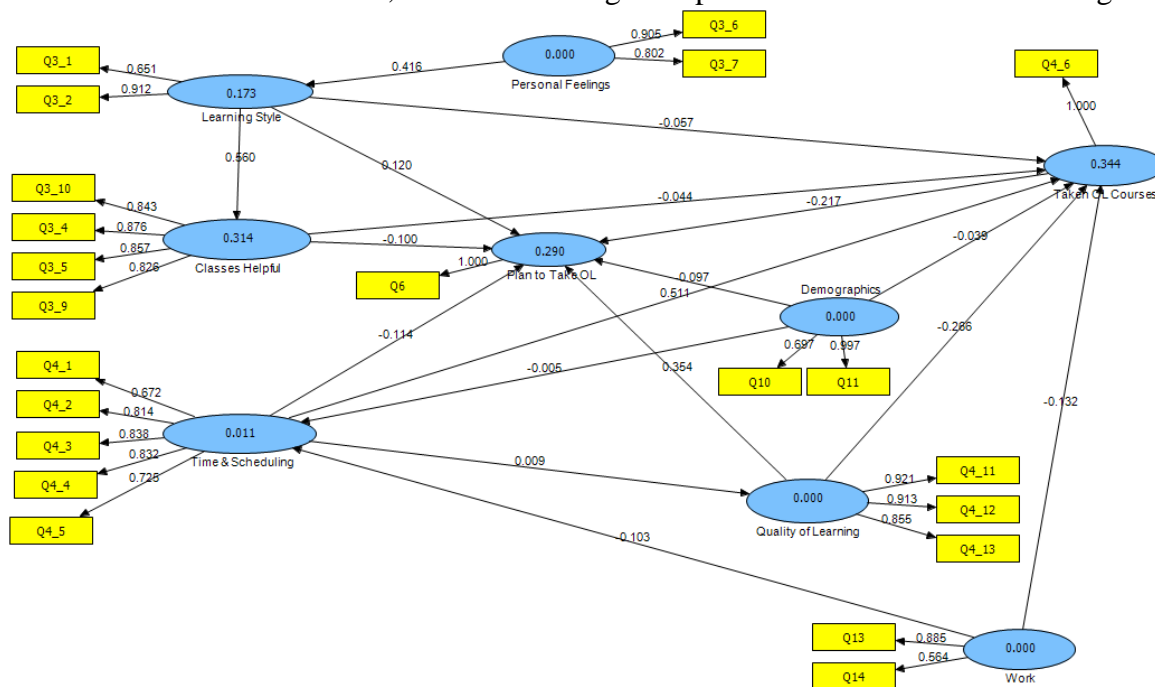 Q3_1
0.651
0.912
Q3_2
0.173
Learning Style
0.416
0.000
Personal Feelings
0.905
Q3_6
0.802
Q3_7
Q4_6
1.000
0.344
Taken OL Courses
-0.057
0.560
0.120
Q3_10
0.843
Q3_4
0.876
Q3_5
0.857
0.826
Q3_9
0.314
Classes Helpful
-0.044
-0.217
-0.100
0.290
Plan to Take OL
1.000
Q6
-0.039
Demographics
0.097
0.000
0.511
0.697
0.997
Q10
Q11
-0.266
-0.114
-0.005
0.354
-0.132
Q4_1
0.672
Q4_2
0.814
Q4_3
0.838
Q4_4
0.832
0.725
Q4_5
0.011
Time & Scheduling
0.009
0.000
Quality of Learning
0.921
Q4_11
0.913
Q4_12
0.855
Q4_13
-0.103
Q13
0.885
Q14
0.564
0.000
Work